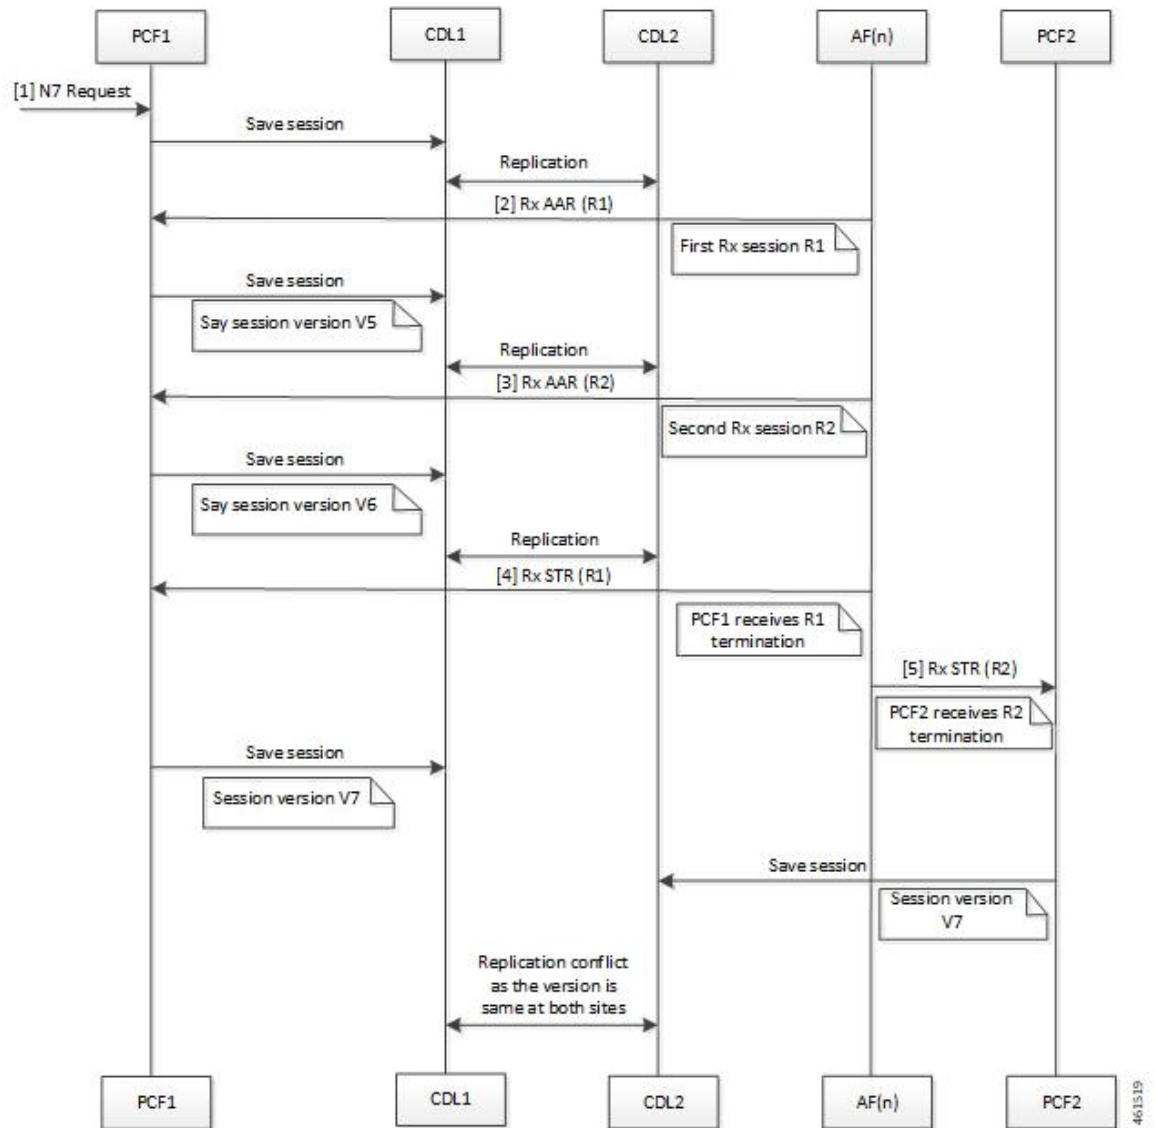 PCF1
CDL1
CDL2
AF(n)
PCF2
[1] N7 Request
Save session
Replication
[2] Rx AAR (R1)
First Rx session R1
Save session
Say session version V5
Replication
[3] Rx AAR (R2)
Second Rx session R2
Save session
Say session version V6
Replication
[4] Rx STR (R1)
PCF1 receives R1
termination
[5] Rx STR (R2)
PCF2 receives R2
termination
Save session
Session version V7
Save session
Session version
V7
Replication conflict
as the version is
same at both sites
PCF1
CDL1
CDL2
AF(n)
PCF2
461519